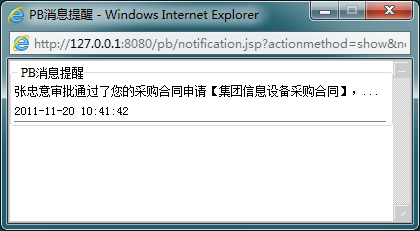 PB消息提醒 - Windows Internet Explorer
http://127.0.0.1:8080/pb/notification.jsp?actionmethod=show&n
PB消息提醒
张忠意审批通过了您的采购合同申请【集团信息设备采购合同】，...
2011-11-20 10:41:42